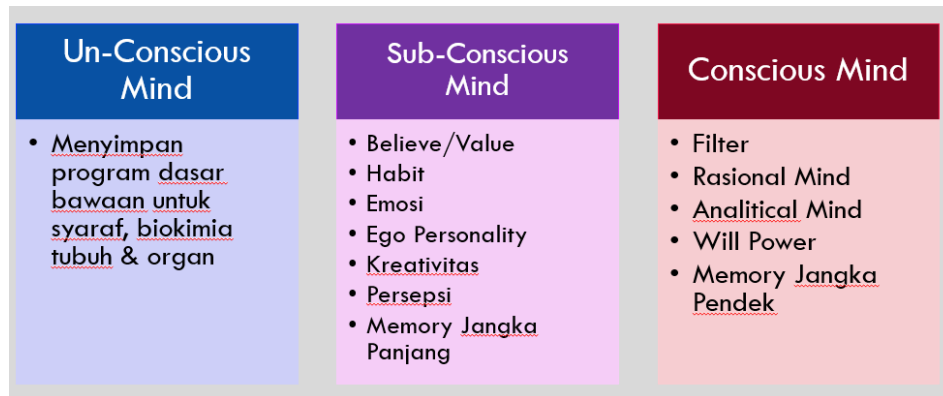 Un-Conscious
Mind
• Menyimpan
program dasar
bawaan untuk
syaraf, biokimia
tubuh & organ
Sub-Conscious
Mind
• Believe/Value
• Habit
• Emosi
• Ego Personality
• Kreativitas
• Persepsi
• Memory Jangka
Panjang
Conscious Mind
• Filter
• Rasional Mind
• Analitical Mind
• Will Power
• Memory Jangka
Pendek